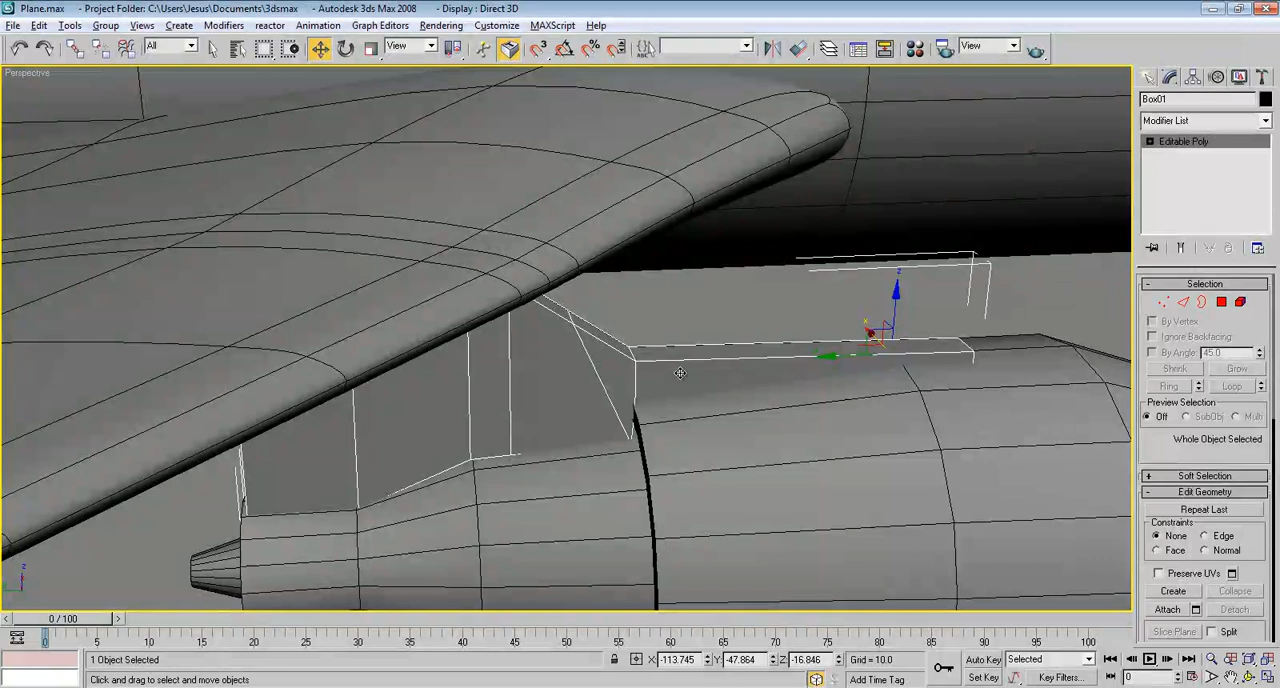 Plane.max - Project Folder: C:\Users\Jesus\Documents\3dsmax - Autodesk 3ds Max 2008 - Display : Direct 3D
File Edit Tools Group Views Create Modifiers reactor Animation Graph Editors Rendering Customize MAXScript Help
All View View
Perspective
Box01
Modifier List
Editable Poly
z
x
- Selection
By Vertex
Ignore Backfacing
By Angle: 45.0
Shrink Grow
Ring Loop
Preview Selection
Off SubObj Multi
Whole Object Selected
+ Soft Selection
- Edit Geometry
Repeat Last
Constraints
None Edge
Face Normal
Preserve UVs
Create Collapse
Attach Detach
Slice Plane Split
z
0 / 100
0 5 10 15 20 25 30 35 40 45 50 55 60 65 70 75 80 85 90 95 100
1 Object Selected X: -113.745 Y: -47.864 Z: -16.846 Grid = 10.0 Auto Key Selected
Click and drag to select and move objects Add Time Tag Set Key Key Filters... 0